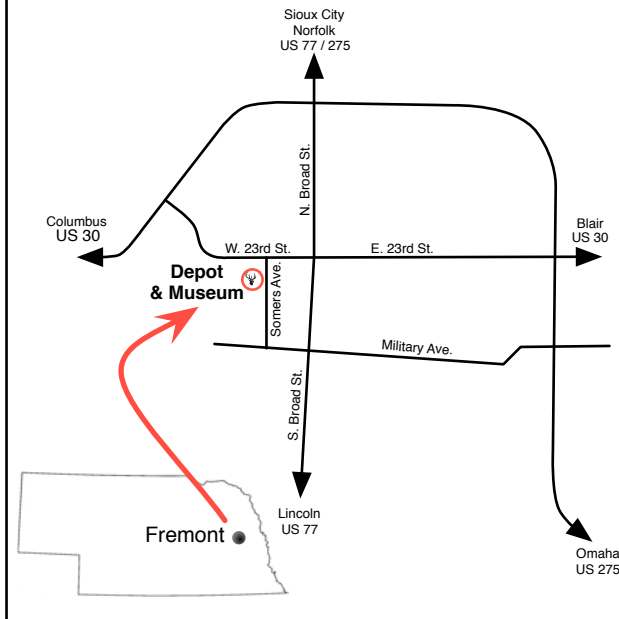 Sioux City
Norfolk
US 77 / 275
N. Broad St.
Columbus
US 30
W. 23rd St.
E. 23rd St.
Blair
US 30
Depot
& Museum
Somers Ave.
Military Ave.
S. Broad St.
Lincoln
US 77
Fremont
Omaha
US 275